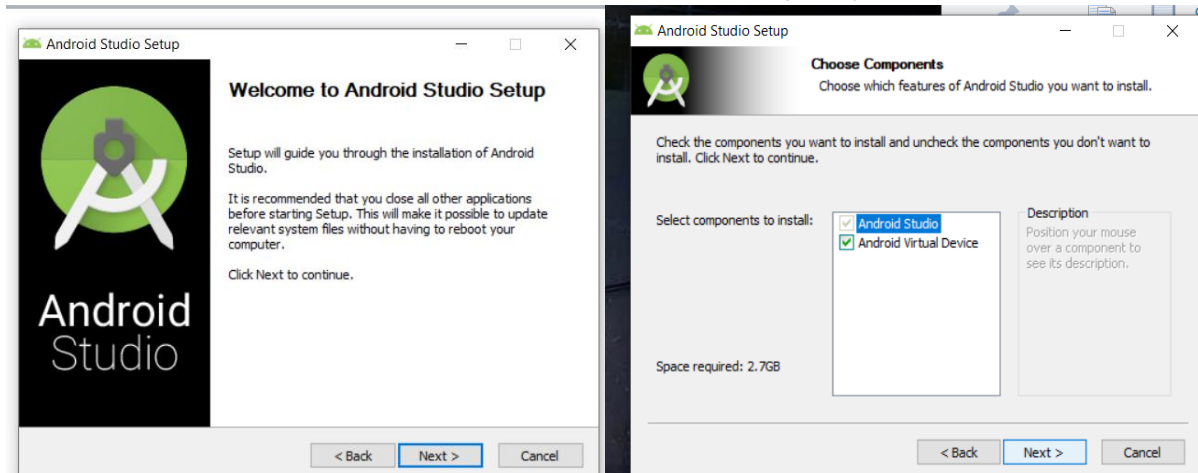 Android Studio Setup
Welcome to Android Studio Setup
Setup will guide you through the installation of Android
Studio.
It is recommended that you close all other applications
before starting Setup. This will make it possible to update
relevant system files without having to reboot your
computer.
Click Next to continue.
Android
Studio
< Back
Next >
Cancel
Android Studio Setup
Choose Components
Choose which features of Android Studio you want to install.
Check the components you want to install and uncheck the components you don't want to
install. Click Next to continue.
Select components to install:
Android Studio
Android Virtual Device
Description
Position your mouse
over a component to
see its description.
Space required: 2.7GB
< Back
Next >
Cancel